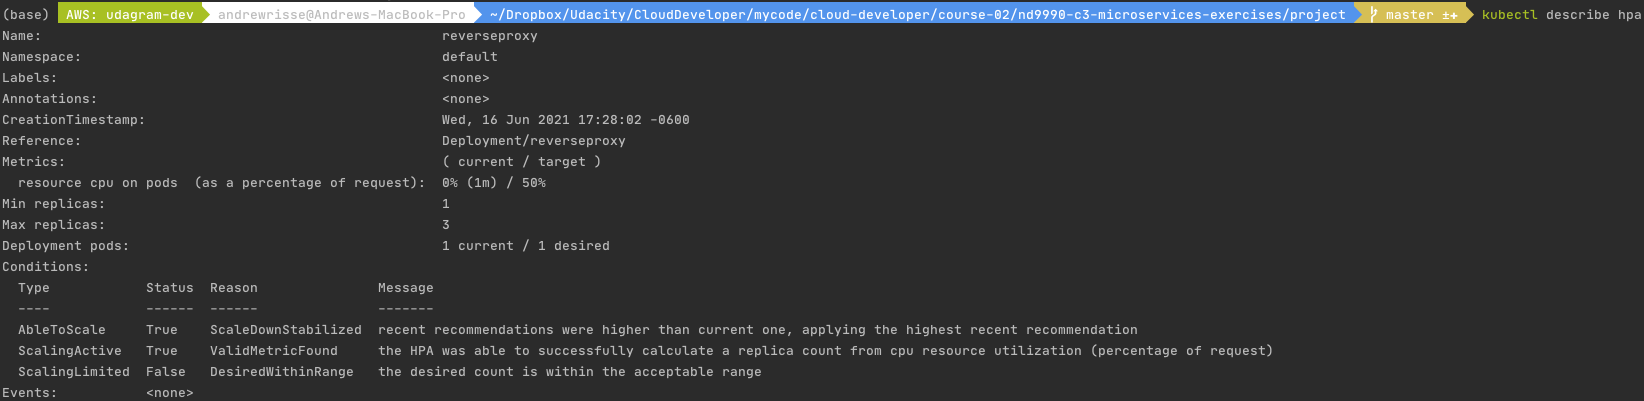 (base) AWS: udagram-dev andrewrisse@Andrews-MacBook-Pro ~/Dropbox/Udacity/CloudDeveloper/mycode/cloud-developer/course-02/nd9990-c3-microservices-exercises/project master ±✚ kubectl describe hpa
Name: reverseproxy
Namespace: default
Labels: <none>
Annotations: <none>
CreationTimestamp: Wed, 16 Jun 2021 17:28:02 -0600
Reference: Deployment/reverseproxy
Metrics: ( current / target )
resource cpu on pods (as a percentage of request): 0% (1m) / 50%
Min replicas: 1
Max replicas: 3
Deployment pods: 1 current / 1 desired
Conditions:
Type Status Reason Message
---- ------ ------ -------
AbleToScale True ScaleDownStabilized recent recommendations were higher than current one, applying the highest recent recommendation
ScalingActive True ValidMetricFound the HPA was able to successfully calculate a replica count from cpu resource utilization (percentage of request)
ScalingLimited False DesiredWithinRange the desired count is within the acceptable range
Events: <none>